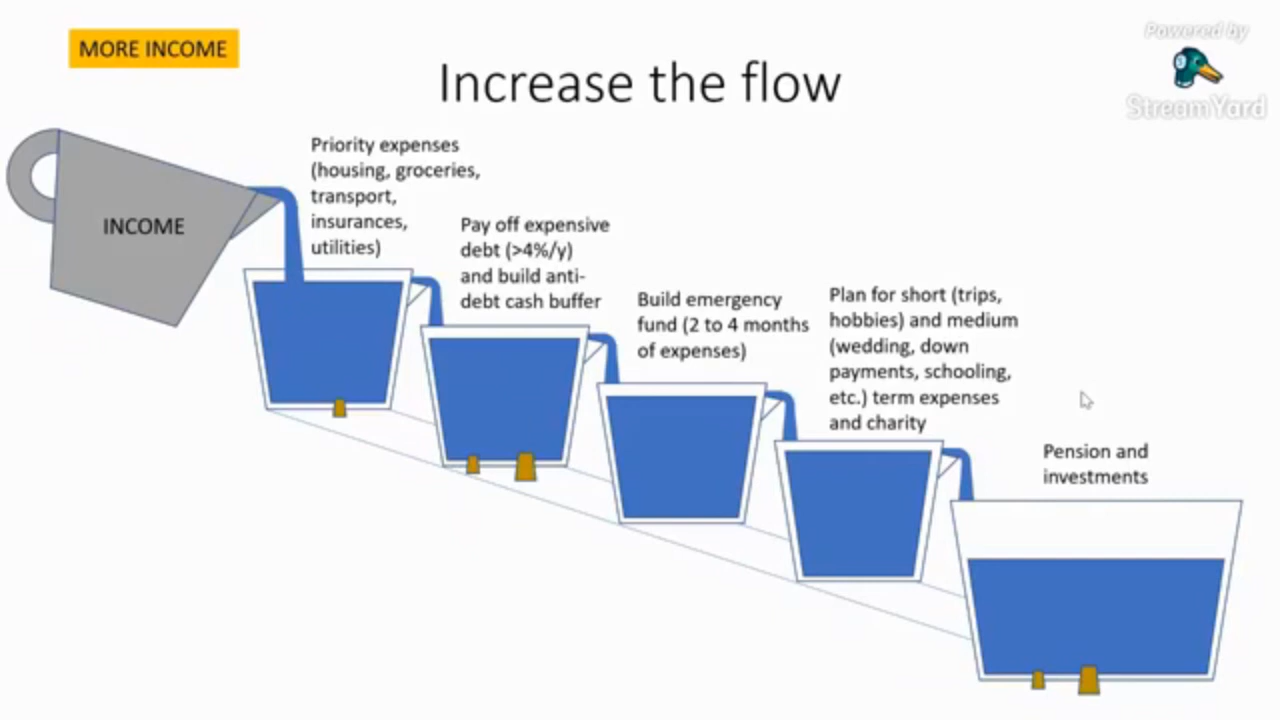 MORE INCOME
Increase the flow
Powered by
StreamYard
INCOME
Priority expenses
(housing, groceries,
transport,
insurances,
utilities)
Pay off expensive
debt (>4%/y)
and build anti-
debt cash buffer
Build emergency
fund (2 to 4 months
of expenses)
Plan for short (trips,
hobbies) and medium
(wedding, down
payments, schooling,
etc.) term expenses
and charity
Pension and
investments